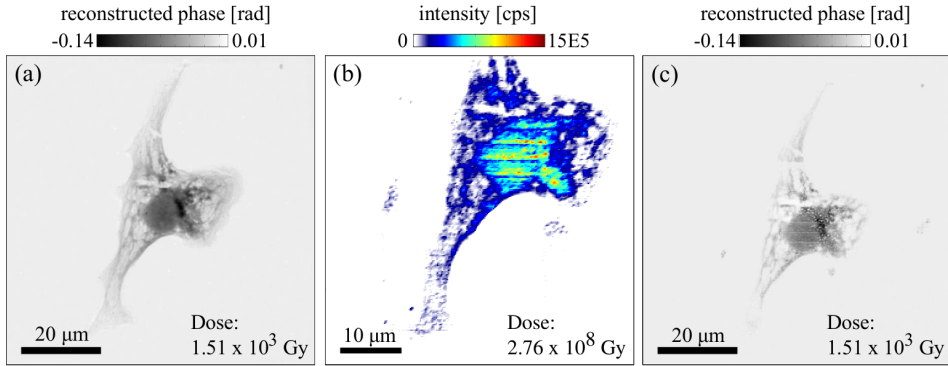 reconstructed phase [rad]
-0.14 0.01
(a)
20 μm
Dose:
1.51 x 10³ Gy
intensity [cps]
0 15E5
(b)
10 μm
Dose:
2.76 x 10⁸ Gy
reconstructed phase [rad]
-0.14 0.01
(c)
20 μm
Dose:
1.51 x 10³ Gy